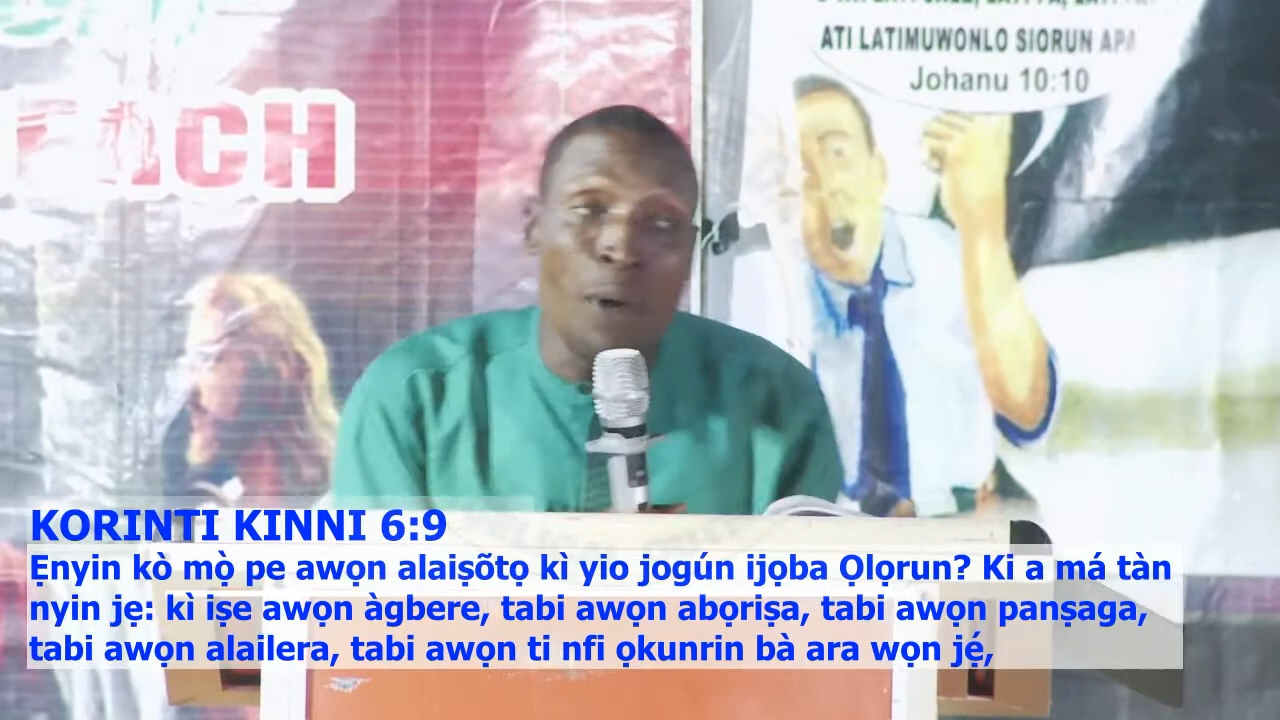 ATI LATIMUWONLO SIORUN APA
Johanu 10:10
KORINTI KINNI 6:9
Ẹnyin kò mọ̀ pe awọn alaiṣõtọ kì yio jogún ijọba Ọlọrun? Ki a má tàn
nyin jẹ: kì iṣe awọn àgbere, tabi awọn abọriṣa, tabi awọn panṣaga,
tabi awọn alailera, tabi awọn ti nfi ọkunrin bà ara wọn jẹ́,